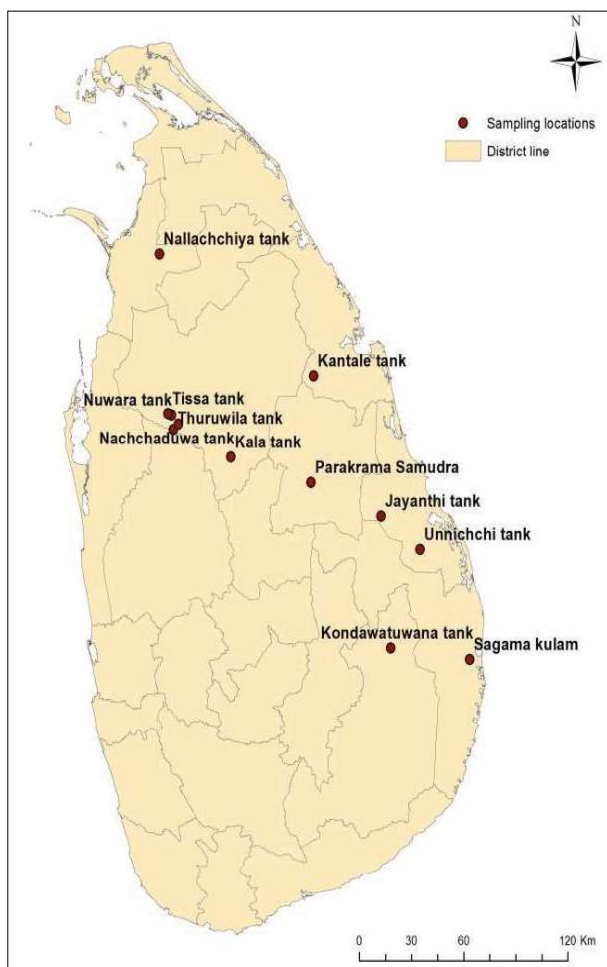 N
Sampling locations
District line
Nallachchiya tank
Kantale tank
Nuwara tank
Tissa tank
Thuruwila tank
Nachchaduwa tank
Kala tank
Parakrama Samudra
Jayanthi tank
Unnichchi tank
Kondawatuwana tank
Sagama kulam
0 30 60 120 Km